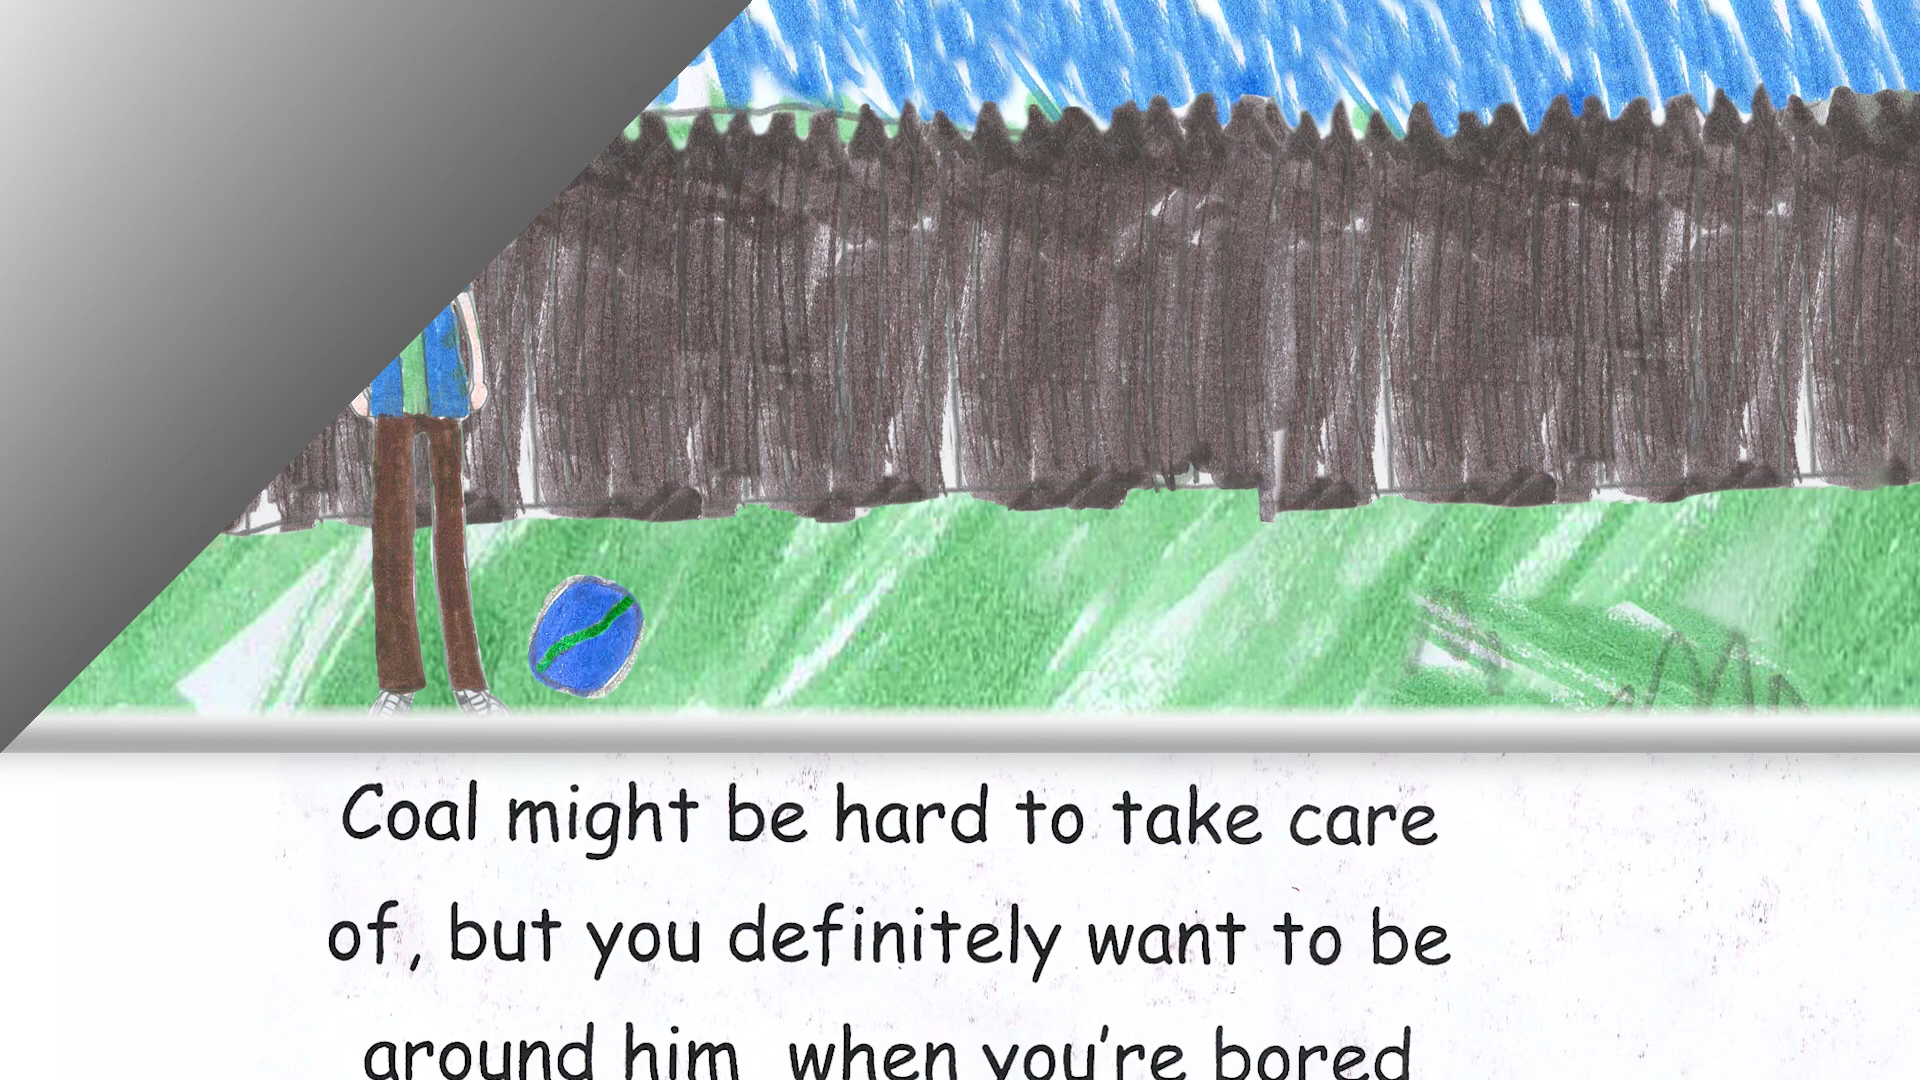 Coal might be hard to take care
of, but you definitely want to be
around him when you're bored